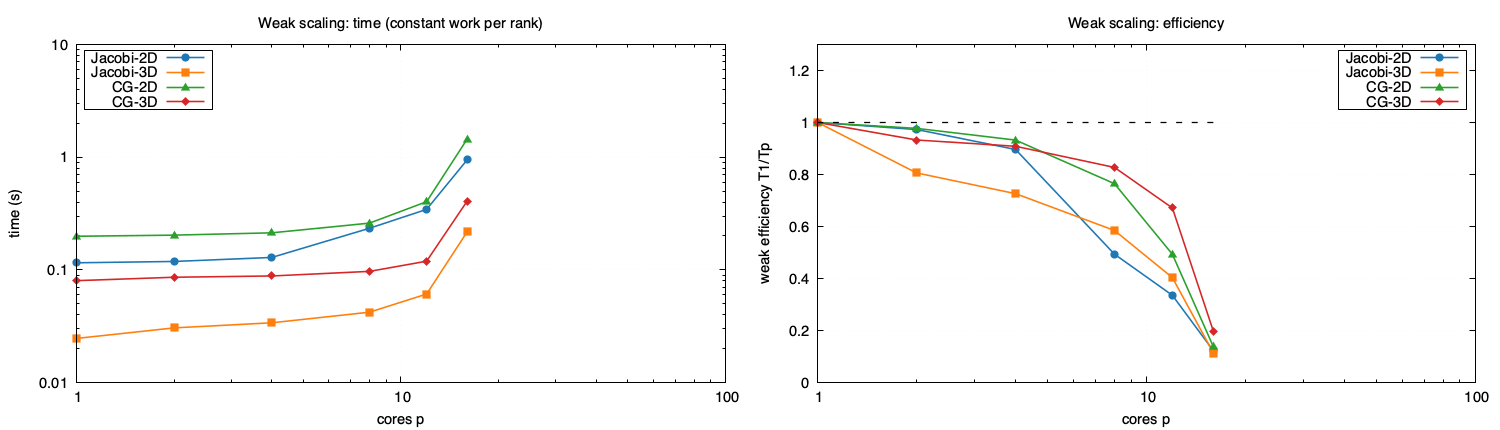 Weak scaling: time (constant work per rank)
10
1
0.1
0.01
time (s)
Jacobi-2D
Jacobi-3D
CG-2D
CG-3D
1
10
100
cores p
Weak scaling: efficiency
1.2
1
0.8
0.6
0.4
0.2
0
weak efficiency T1/Tp
Jacobi-2D
Jacobi-3D
CG-2D
CG-3D
1
10
100
cores p